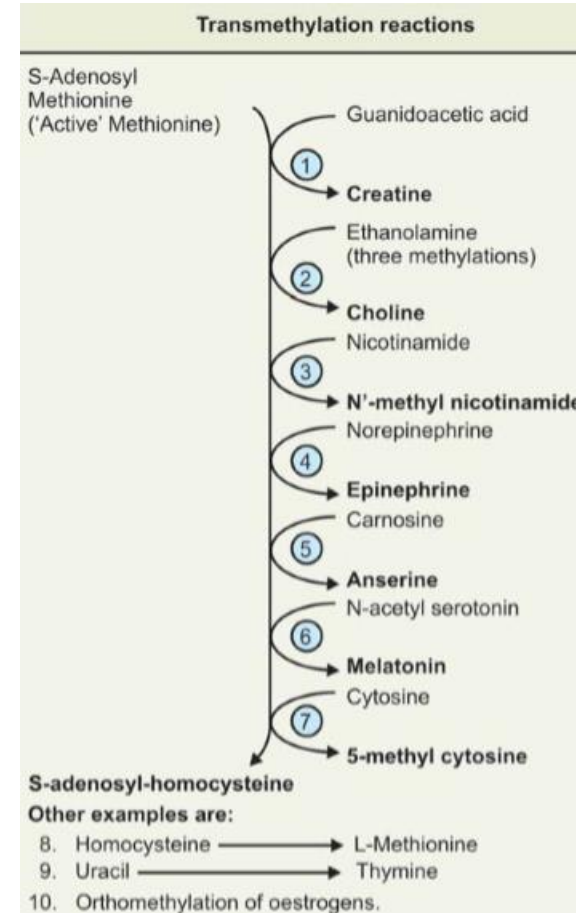 Transmethylation reactions
S-Adenosyl
Methionine
('Active' Methionine)
Guanidoacetic acid
1
Creatine
Ethanolamine
(three methylations)
2
Choline
Nicotinamide
3
N'-methyl nicotinamide
Norepinephrine
4
Epinephrine
Carnosine
5
Anserine
N-acetyl serotonin
6
Melatonin
Cytosine
7
5-methyl cytosine
S-adenosyl-homocysteine
Other examples are:
8. Homocysteine L-Methionine
9. Uracil Thymine
10. Orthomethylation of oestrogens.